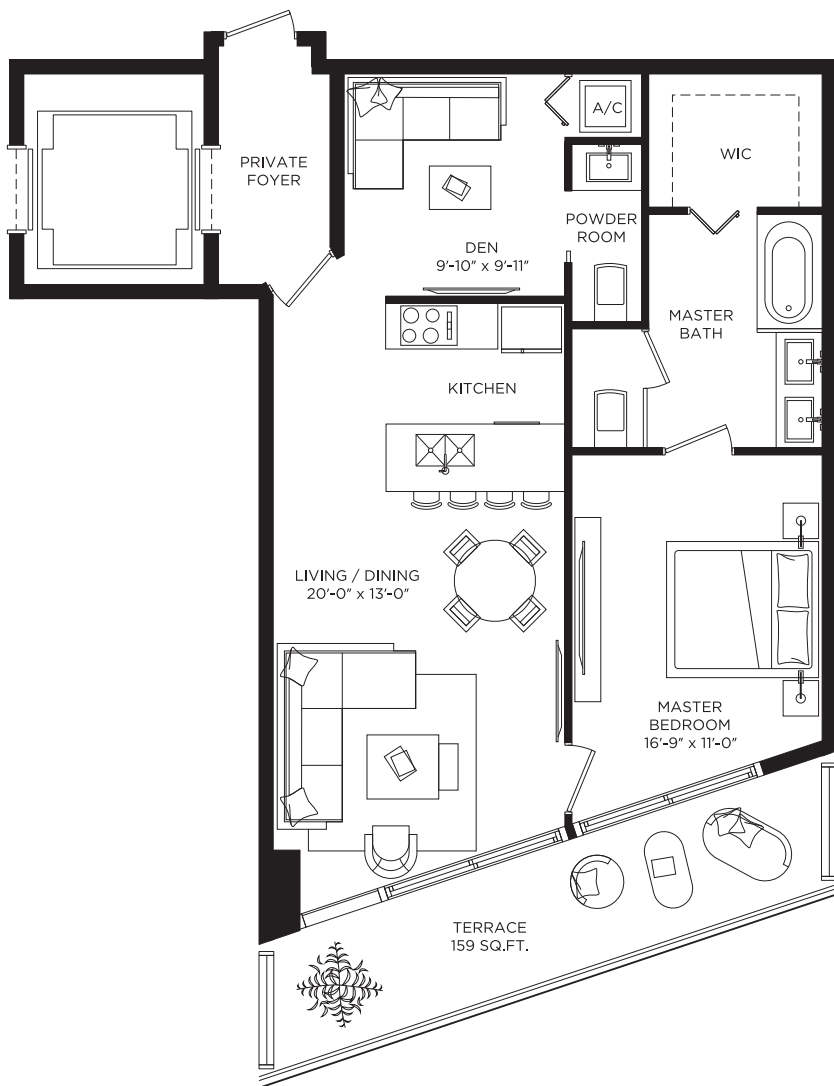 A/C
PRIVATE
FOYER
WIC
POWDER
ROOM
DEN
9'-10" x 9'-11"
MASTER
BATH
KITCHEN
LIVING / DINING
20'-0" x 13'-0"
MASTER
BEDROOM
16'-9" x 11'-0"
TERRACE
159 SQ.FT.